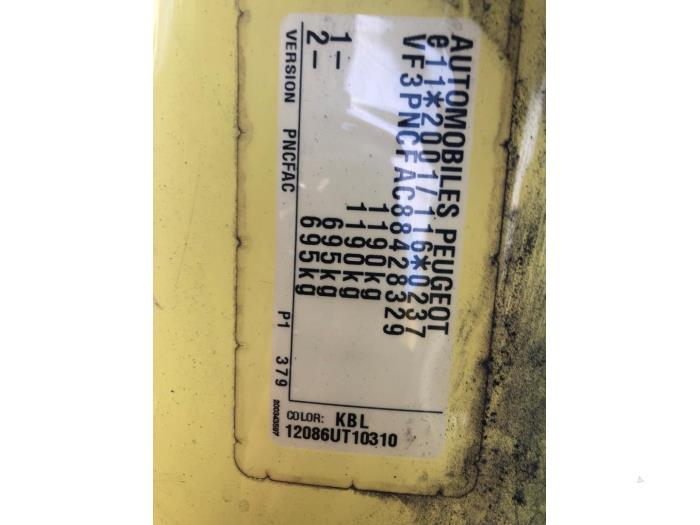 AUTOMOBILES PEUGEOT
e11*2001/116*0237
VF3PNCFAC88428329
1190kg
1190kg
1- 695kg
2- 695kg
VERSION PNCFAC P1 379
COLOR: KBL
12086UT10310
200343597